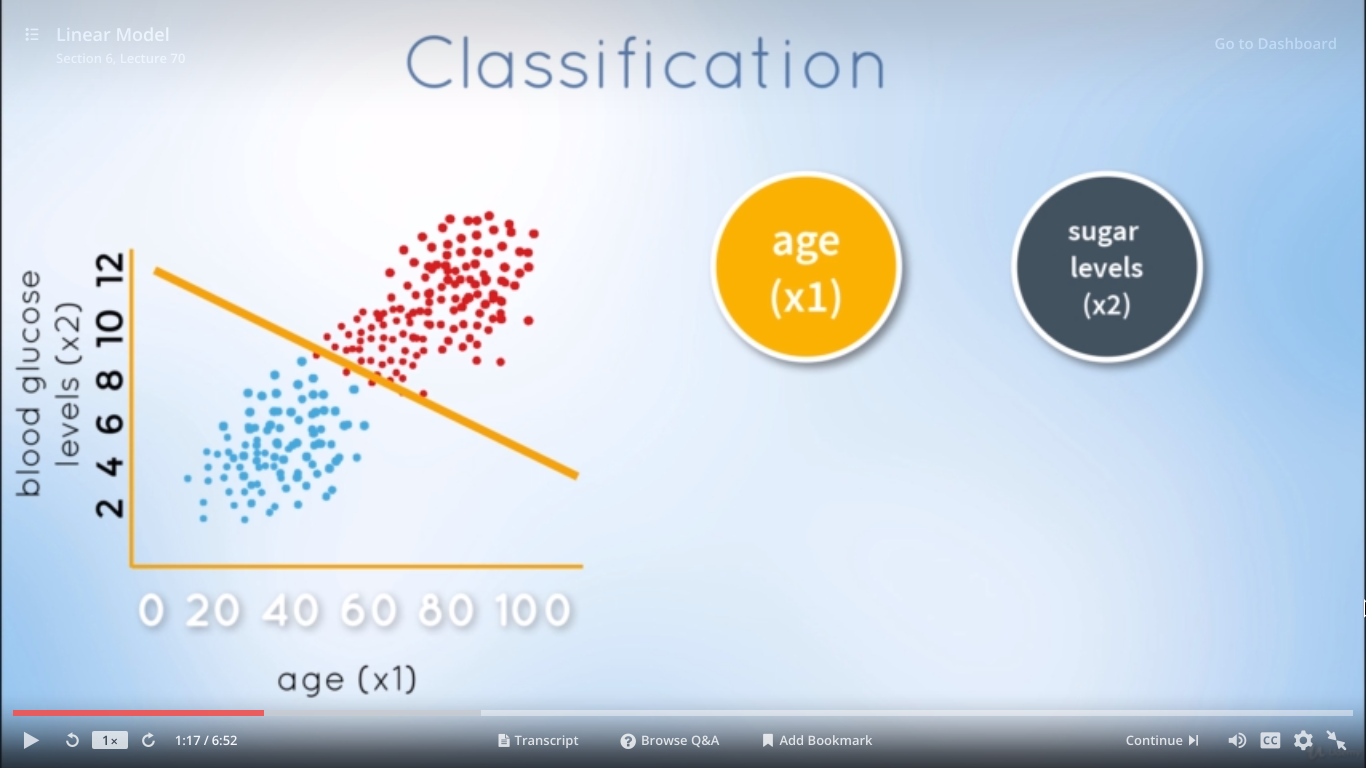 Linear Model
Section 6, Lecture 70
Go to Dashboard
Classification
age
(x1)
sugar
levels
(x2)
blood glucose
levels (x2)
12
10
8
6
4
2
0 20 40 60 80 100
age (x1)
1×
1:17 / 6:52
Transcript
? Browse Q&A
Add Bookmark
Continue
CC